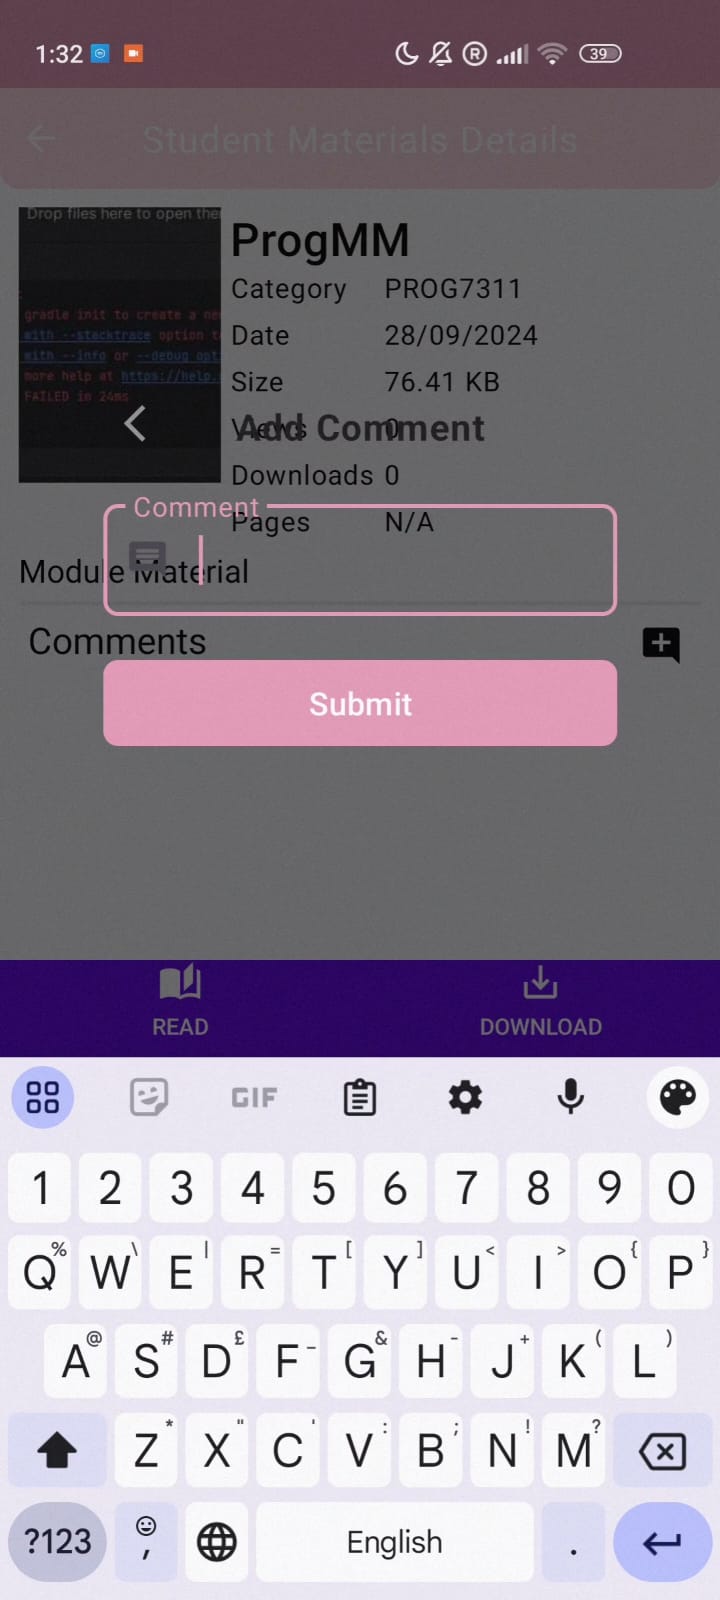 1:32
R
39
Student Materials Details
Drop files here to open the
gradle init to create a ne
with --stacktrace option t
with --info or --debug opt
more help at https://help.
FAILED in 24ms
ProgMM
Category PROG7311
Date 28/09/2024
Size 76.41 KB
Views 0
Add Comment
Downloads 0
Comment
Pages N/A
Module Material
Comments
Submit
READ DOWNLOAD
GIF
1 2 3 4 5 6 7 8 9 0
% \ | = [ ] < > { }
Q W E R T Y U I O P
@ # £ _ & - + ( )
A S D F G H J K L
* " ' : ; ! ?
Z X C V B N M
?123 , English .